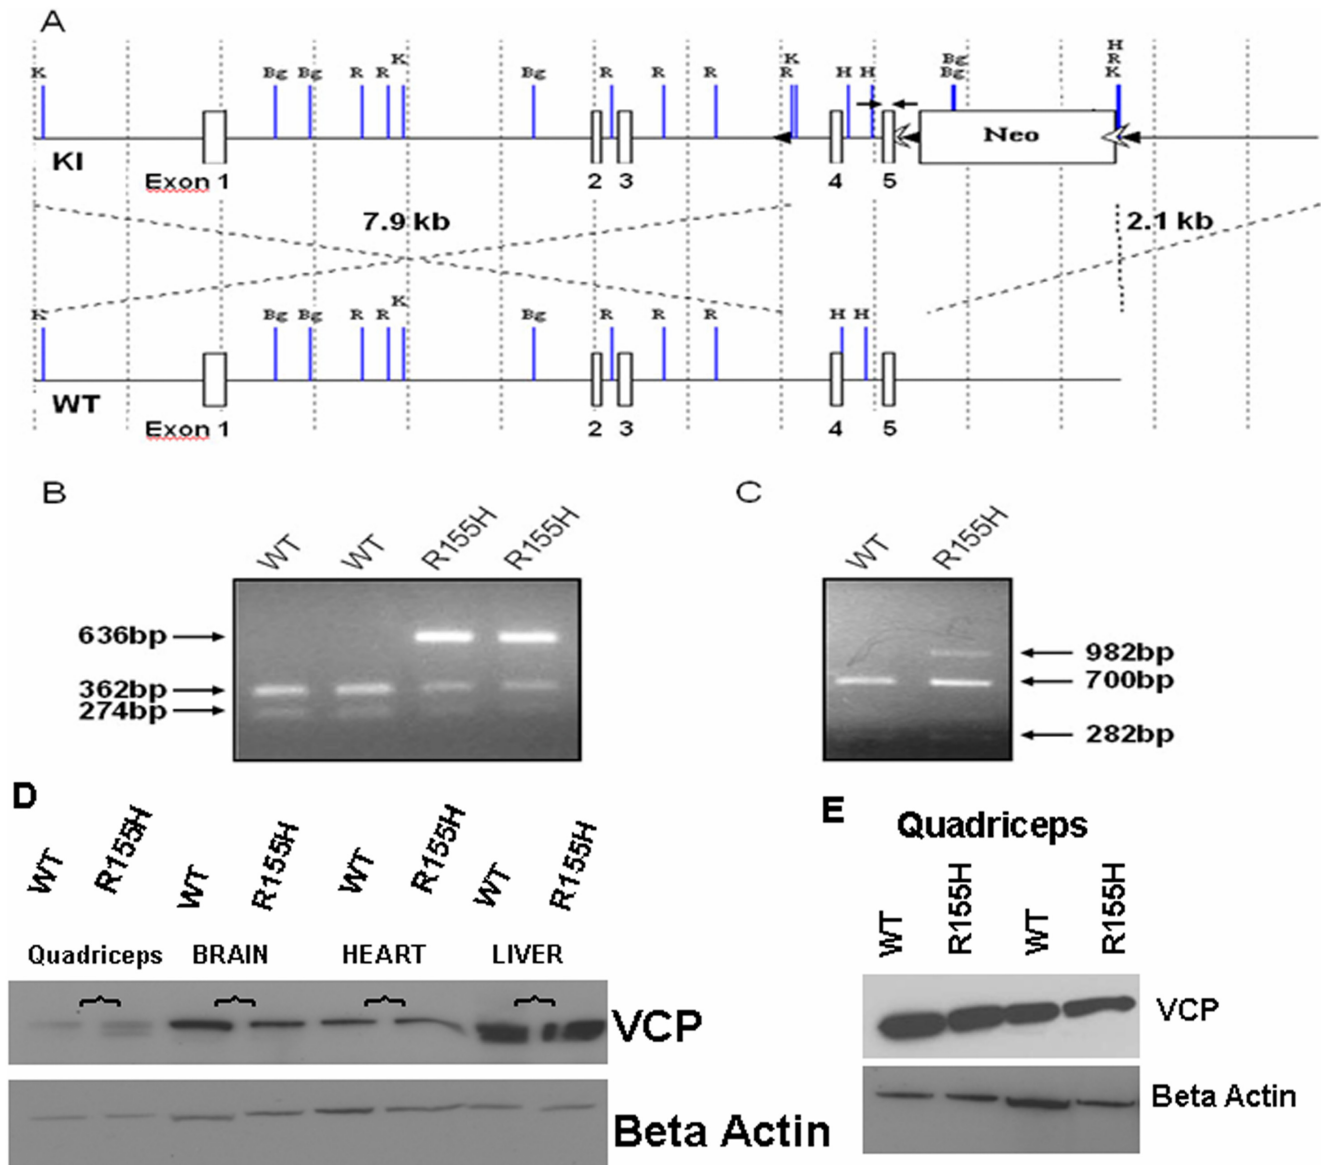 A
H
K Bg K R
K Bg Bg R R Bg R R R R H H Bg K
Neo
KI
Exon 1 2 3 4 5
7.9 kb 2.1 kb
K
K Bg Bg R R Bg R R R H H
WT
Exon 1 2 3 4 5
B
WT WT R155H R155H
636bp
362bp
274bp
C
WT R155H
982bp
700bp
282bp
D
WT R155H WT R155H WT R155H WT R155H
Quadriceps BRAIN HEART LIVER
VCP
Beta Actin
E
Quadriceps
WT R155H WT R155H
VCP
Beta Actin